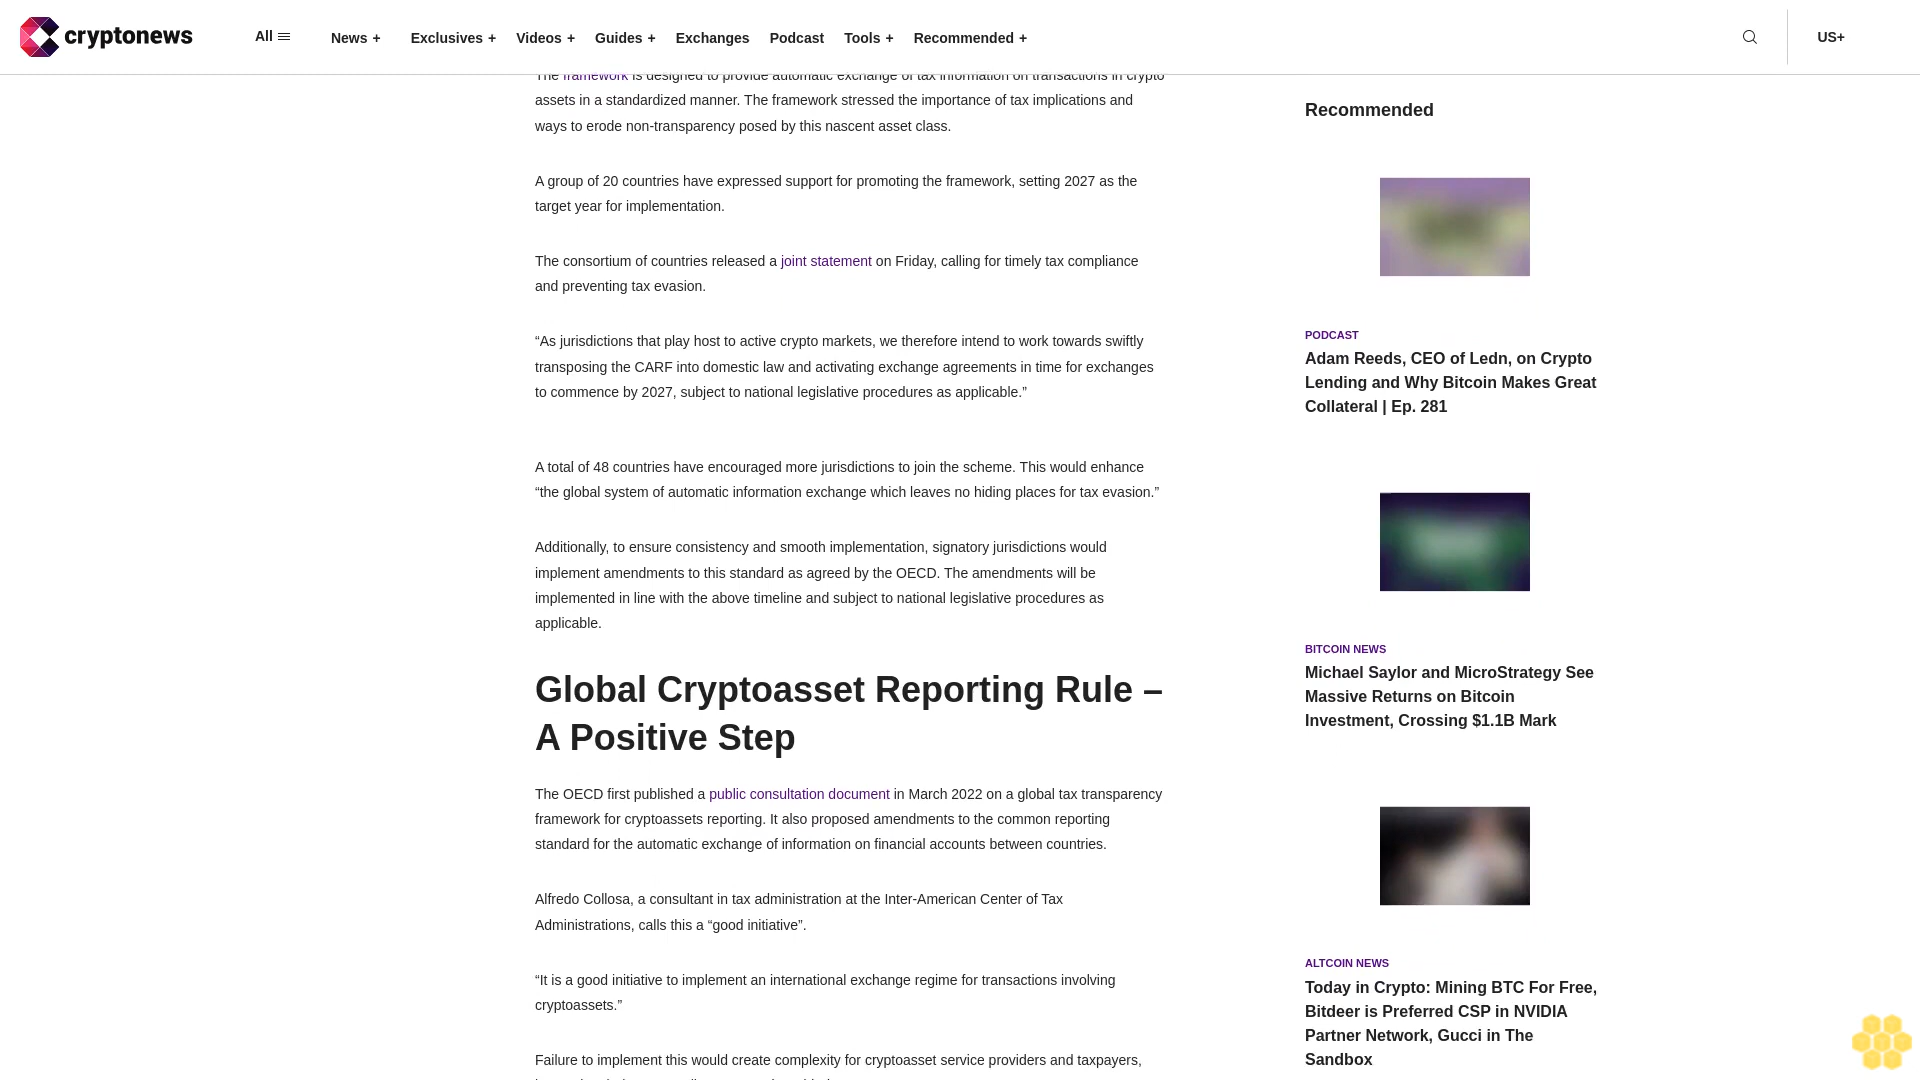 cryptonews
All
News +
Exclusives +
Videos +
Guides +
Exchanges
Podcast
Tools +
Recommended +
US+
The framework is designed to provide automatic exchange of tax information on transactions in crypto
assets in a standardized manner. The framework stressed the importance of tax implications and
ways to erode non-transparency posed by this nascent asset class.
A group of 20 countries have expressed support for promoting the framework, setting 2027 as the
target year for implementation.
The consortium of countries released a joint statement on Friday, calling for timely tax compliance
and preventing tax evasion.
“As jurisdictions that play host to active crypto markets, we therefore intend to work towards swiftly
transposing the CARF into domestic law and activating exchange agreements in time for exchanges
to commence by 2027, subject to national legislative procedures as applicable.”
A total of 48 countries have encouraged more jurisdictions to join the scheme. This would enhance
“the global system of automatic information exchange which leaves no hiding places for tax evasion.”
Additionally, to ensure consistency and smooth implementation, signatory jurisdictions would
implement amendments to this standard as agreed by the OECD. The amendments will be
implemented in line with the above timeline and subject to national legislative procedures as
applicable.
Global Cryptoasset Reporting Rule –
A Positive Step
The OECD first published a public consultation document in March 2022 on a global tax transparency
framework for cryptoassets reporting. It also proposed amendments to the common reporting
standard for the automatic exchange of information on financial accounts between countries.
Alfredo Collosa, a consultant in tax administration at the Inter-American Center of Tax
Administrations, calls this a “good initiative”.
“It is a good initiative to implement an international exchange regime for transactions involving
cryptoassets.”
Failure to implement this would create complexity for cryptoasset service providers and taxpayers,
Recommended
PODCAST
Adam Reeds, CEO of Ledn, on Crypto
Lending and Why Bitcoin Makes Great
Collateral | Ep. 281
BITCOIN NEWS
Michael Saylor and MicroStrategy See
Massive Returns on Bitcoin
Investment, Crossing $1.1B Mark
ALTCOIN NEWS
Today in Crypto: Mining BTC For Free,
Bitdeer is Preferred CSP in NVIDIA
Partner Network, Gucci in The
Sandbox